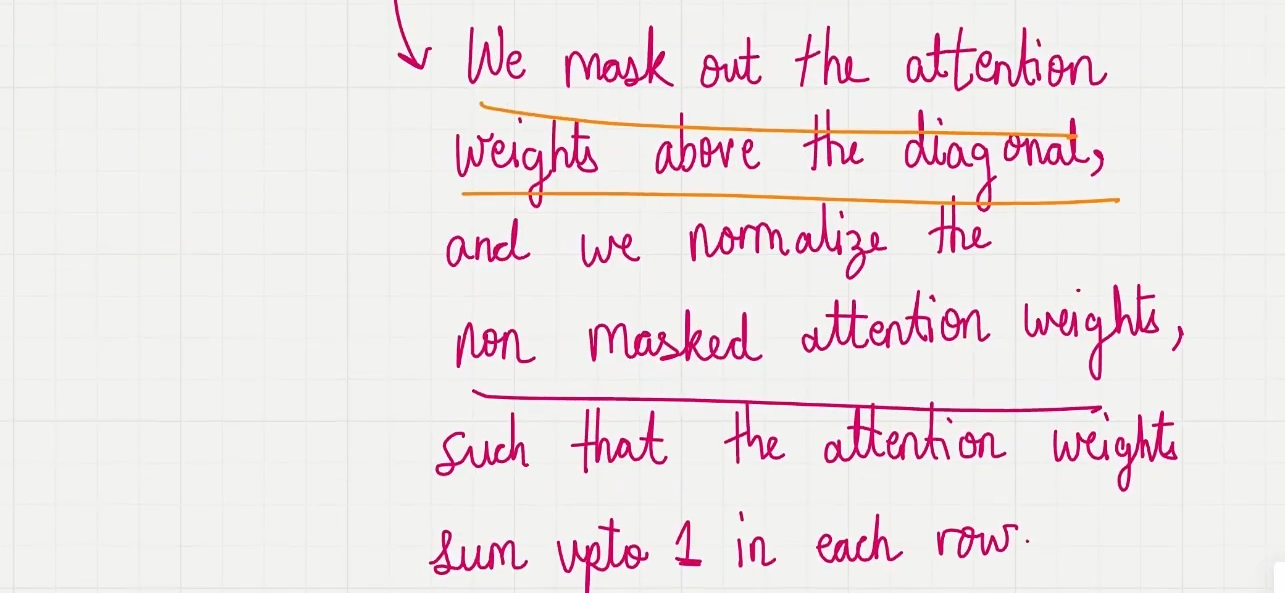 We mask out the attention
weights above the diagonal,
and we normalize the
non masked attention weights,
such that the attention weights
sum upto 1 in each row.